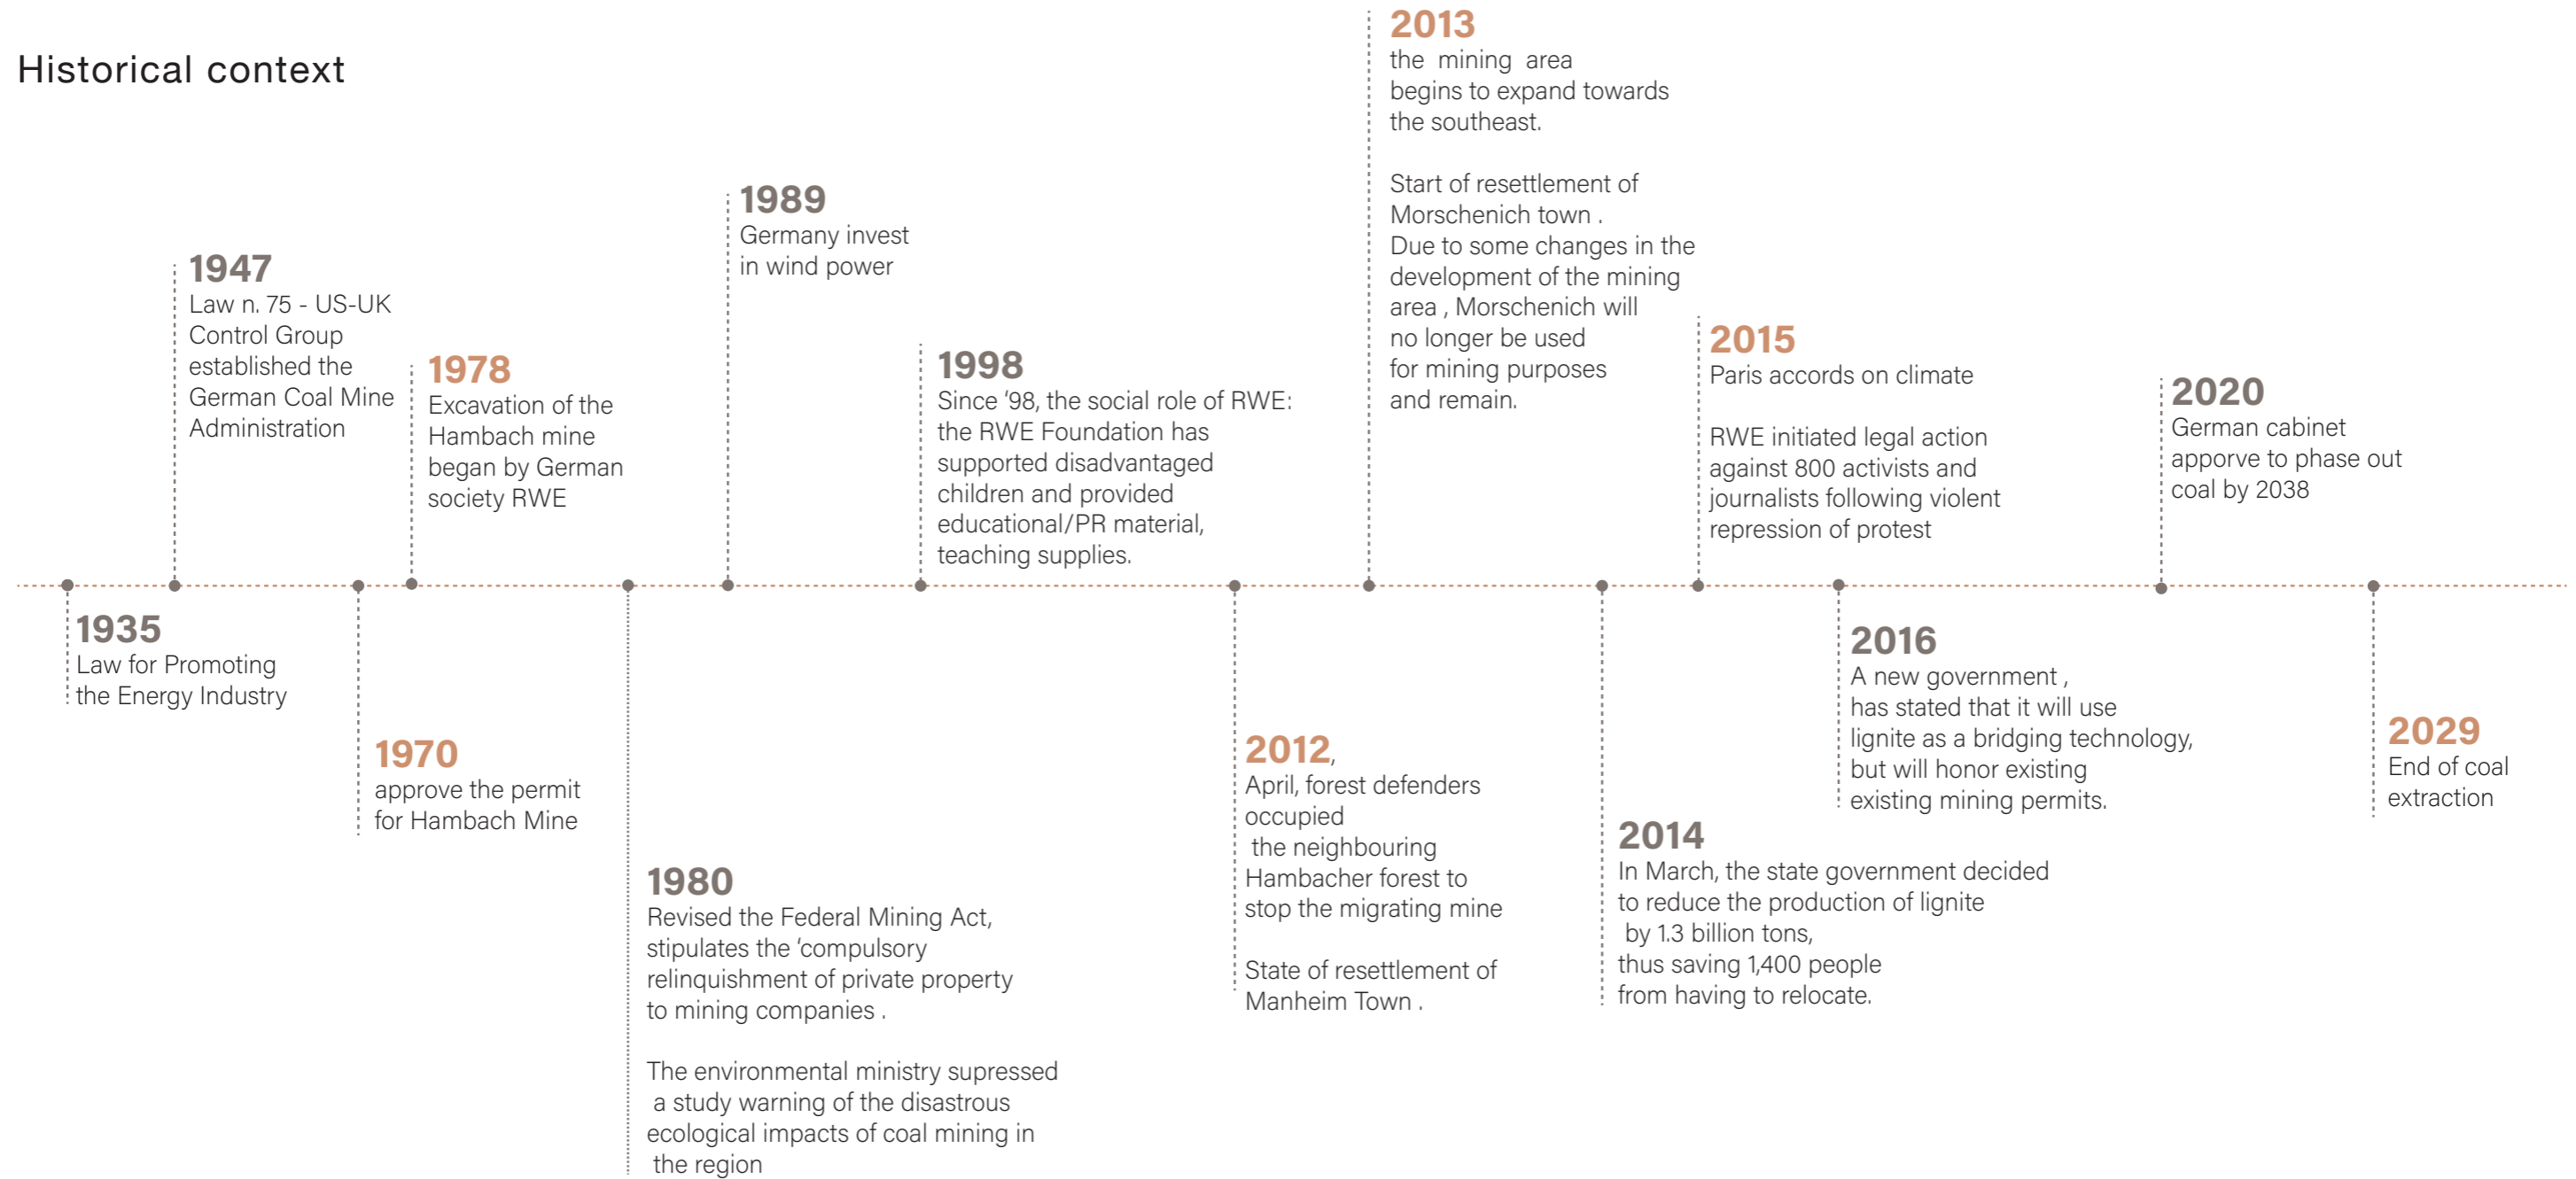 Historical context
1935
Law for Promoting
the Energy Industry
1947
Law n. 75 - US-UK
Control Group
established the
German Coal Mine
Administration
1970
approve the permit
for Hambach Mine
1978
Excavation of the
Hambach mine
began by German
society RWE
1980
Revised the Federal Mining Act,
stipulates the ‘compulsory
relinquishment of private property
to mining companies .
The environmental ministry supressed
a study warning of the disastrous
ecological impacts of coal mining in
the region
1989
Germany invest
in wind power
1998
Since ’98, the social role of RWE:
the RWE Foundation has
supported disadvantaged
children and provided
educational/PR material,
teaching supplies.
2012,
April, forest defenders
occupied
the neighbouring
Hambacher forest to
stop the migrating mine
State of resettlement of
Manheim Town .
2013
the mining area
begins to expand towards
the southeast.
Start of resettlement of
Morschenich town .
Due to some changes in the
development of the mining
area , Morschenich will
no longer be used
for mining purposes
and remain.
2014
In March, the state government decided
to reduce the production of lignite
by 1.3 billion tons,
thus saving 1,400 people
from having to relocate.
2015
Paris accords on climate
RWE initiated legal action
against 800 activists and
journalists following violent
repression of protest
2016
A new government ,
has stated that it will use
lignite as a bridging technology,
but will honor existing
existing mining permits.
2020
German cabinet
apporve to phase out
coal by 2038
2029
End of coal
extraction